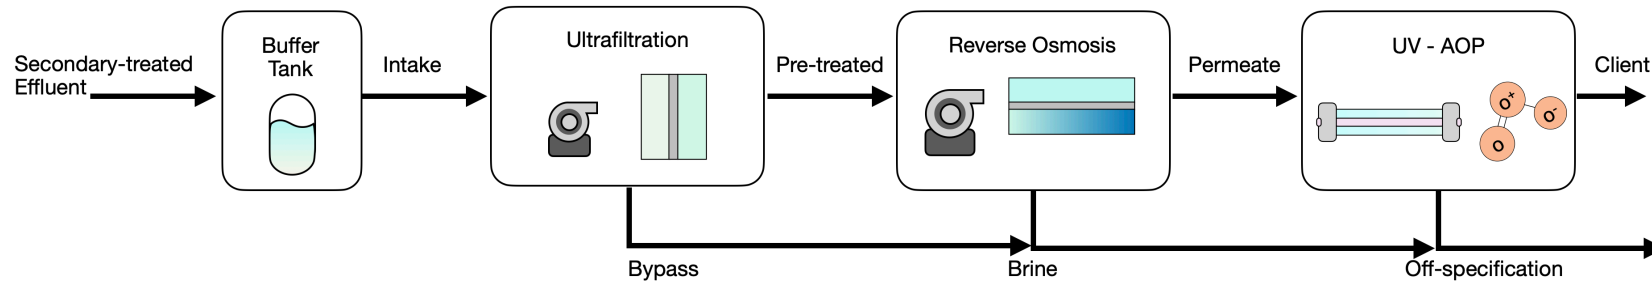 Secondary-treated
Effluent
Buffer
Tank
Intake
Ultrafiltration
Pre-treated
Reverse Osmosis
Permeate
UV - AOP
O+
O-
O
Client
Bypass
Brine
Off-specification